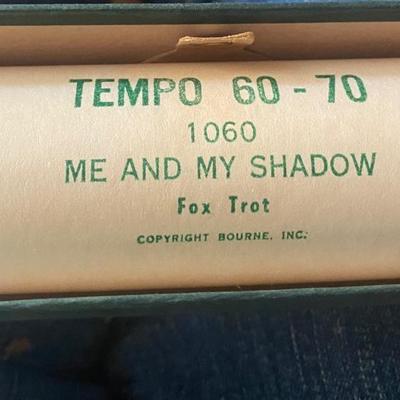 TEMPO 60-70
1060
ME AND MY SHADOW
Fox Trot
COPYRIGHT BOURNE, INC.